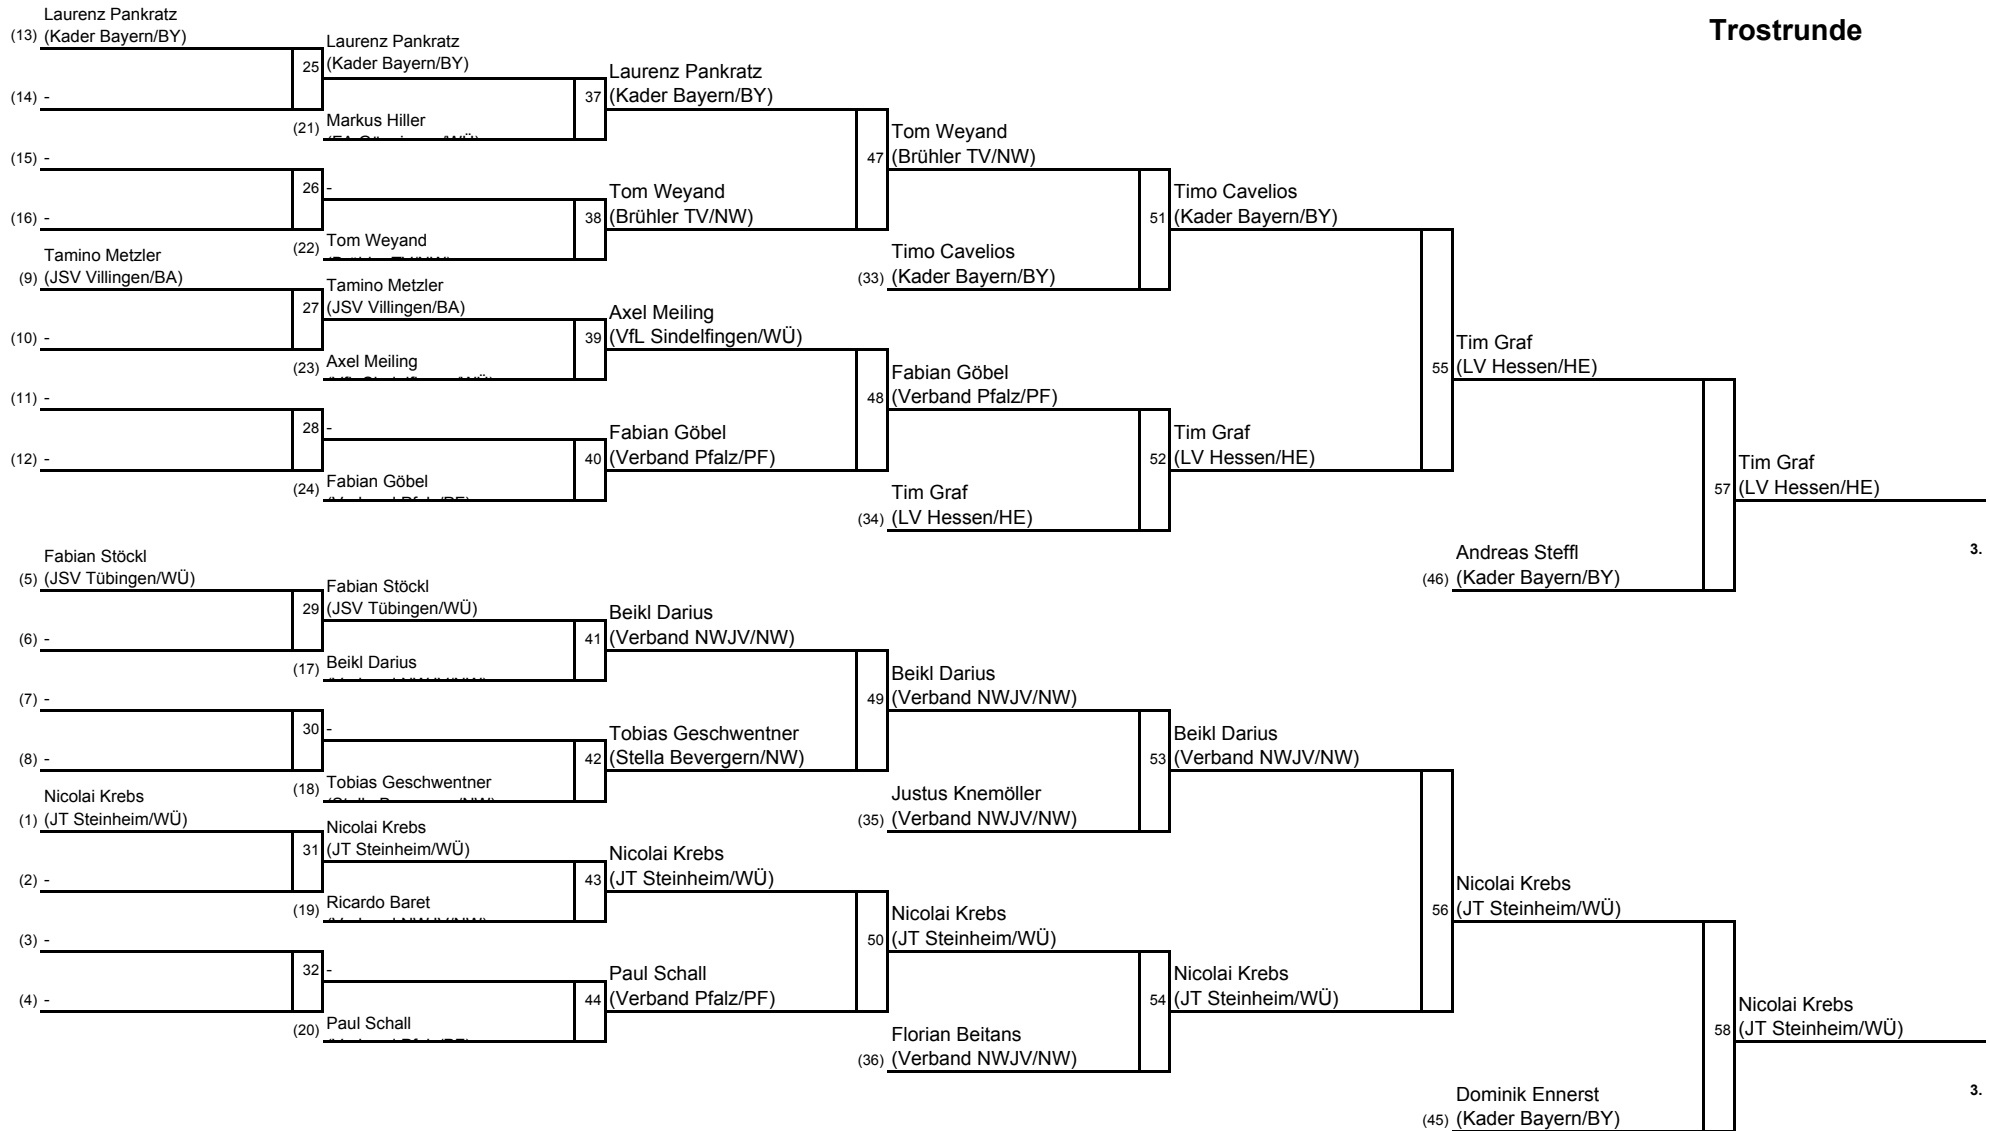 Trostrunde
Laurenz Pankratz
(13) (Kader Bayern/BY)
(14) -
(15) -
(16) -
Tamino Metzler
(9) (JSV Villingen/BA)
(10) -
(11) -
(12) -
Fabian Stöckl
(5) (JSV Tübingen/WÜ)
(6) -
(7) -
(8) -
Nicolai Krebs
(1) (JT Steinheim/WÜ)
(2) -
(3) -
(4) -
Laurenz Pankratz
25 (Kader Bayern/BY)
(21) Markus Hiller
26 -
(22) Tom Weyand
Tamino Metzler
27 (JSV Villingen/BA)
(23) Axel Meiling
28 -
(24) Fabian Göbel
Fabian Stöckl
29 (JSV Tübingen/WÜ)
(17) Beikl Darius
30 -
(18) Tobias Geschwentner
Nicolai Krebs
31 (JT Steinheim/WÜ)
(19) Ricardo Baret
32 -
(20) Paul Schall
Laurenz Pankratz
37 (Kader Bayern/BY)
Tom Weyand
38 (Brühler TV/NW)
Axel Meiling
39 (VfL Sindelfingen/WÜ)
Fabian Göbel
40 (Verband Pfalz/PF)
Beikl Darius
41 (Verband NWJV/NW)
Tobias Geschwentner
42 (Stella Bevergern/NW)
Nicolai Krebs
43 (JT Steinheim/WÜ)
Paul Schall
44 (Verband Pfalz/PF)
Tom Weyand
47 (Brühler TV/NW)
Timo Cavelios
(33) (Kader Bayern/BY)
Fabian Göbel
48 (Verband Pfalz/PF)
Tim Graf
(34) (LV Hessen/HE)
Beikl Darius
49 (Verband NWJV/NW)
Justus Knemöller
(35) (Verband NWJV/NW)
Nicolai Krebs
50 (JT Steinheim/WÜ)
Florian Beitans
(36) (Verband NWJV/NW)
Timo Cavelios
51 (Kader Bayern/BY)
Tim Graf
52 (LV Hessen/HE)
Beikl Darius
53 (Verband NWJV/NW)
Nicolai Krebs
54 (JT Steinheim/WÜ)
Tim Graf
55 (LV Hessen/HE)
Andreas Steffl
(46) (Kader Bayern/BY)
Nicolai Krebs
56 (JT Steinheim/WÜ)
Dominik Ennerst
(45) (Kader Bayern/BY)
Tim Graf
57 (LV Hessen/HE)
3.
Nicolai Krebs
58 (JT Steinheim/WÜ)
3.